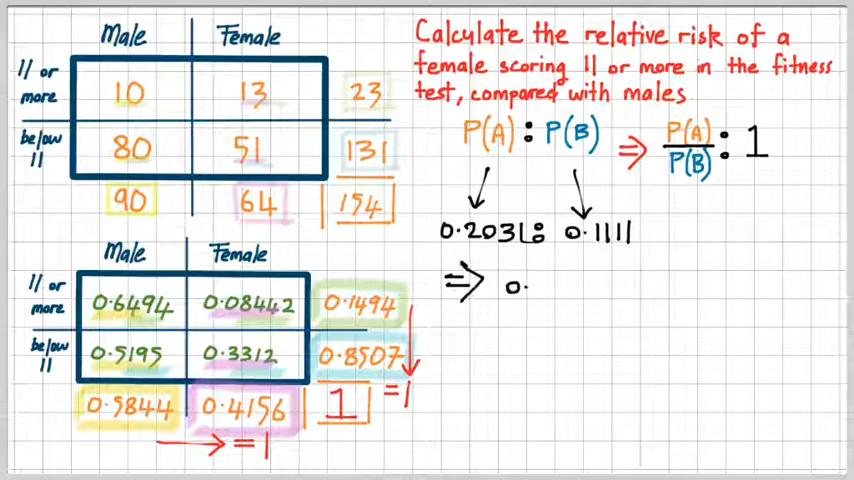 Male Female
11 or more 10 13 23
below 11 80 51 131
90 64 154
Male Female
11 or more 0.6494 0.08442 0.1494
below 11 0.5195 0.3312 0.8507
0.5844 0.4156 1
=1
=1
Calculate the relative risk of a
female scoring 11 or more in the fitness
test, compared with males
P(A) : P(B) ⇒ P(A)/P(B) : 1
0.2031 : 0.1111
⇒ 0.